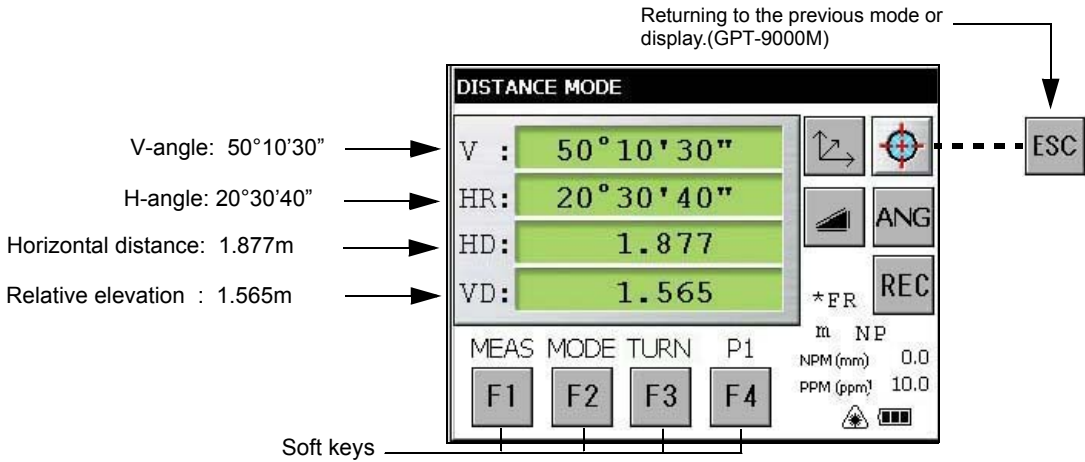 Returning to the previous mode or
display.(GPT-9000M)
DISTANCE MODE
V-angle: 50°10’30”
V : 50°10'30"
ESC
H-angle: 20°30’40”
HR: 20°30'40"
ANG
Horizontal distance: 1.877m
HD: 1.877
Relative elevation : 1.565m
VD: 1.565
REC
*FR
m NP
MEAS MODE TURN P1
NPM (mm) 0.0
F1 F2 F3 F4
PPM (ppm) 10.0
Soft keys